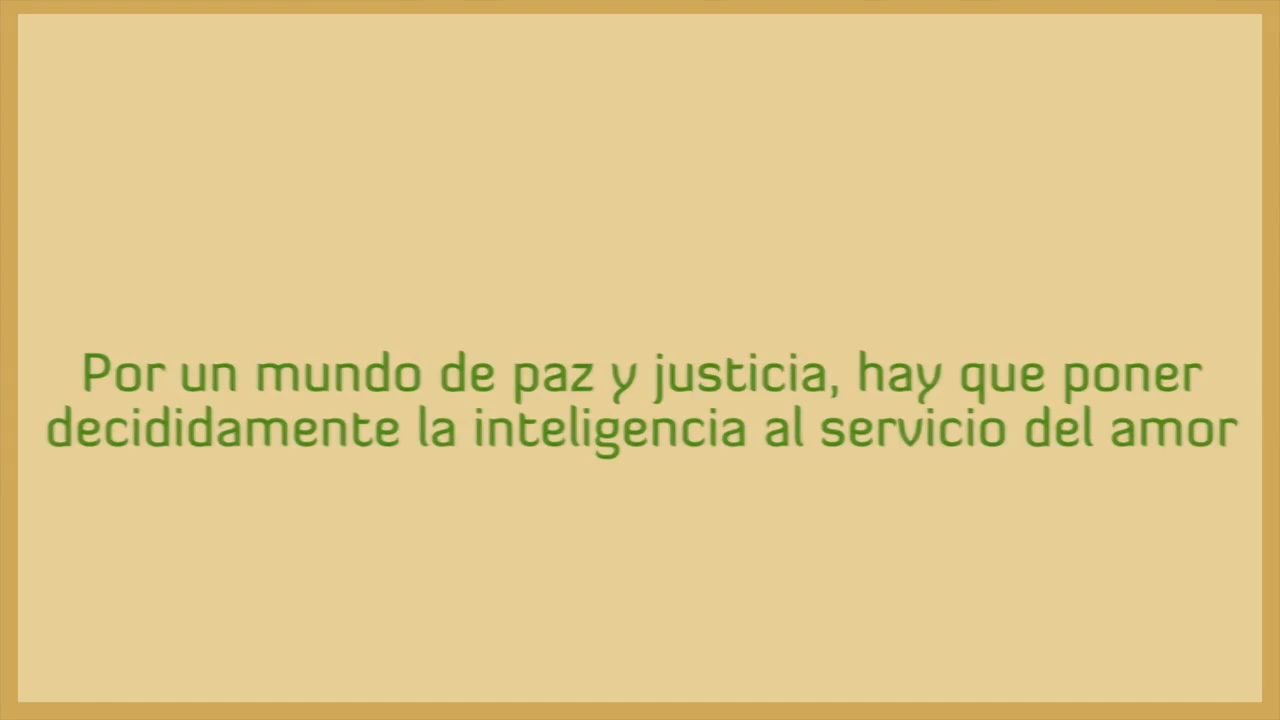 Por un mundo de paz y justicia, hay que poner
decididamente la inteligencia al servicio del amor